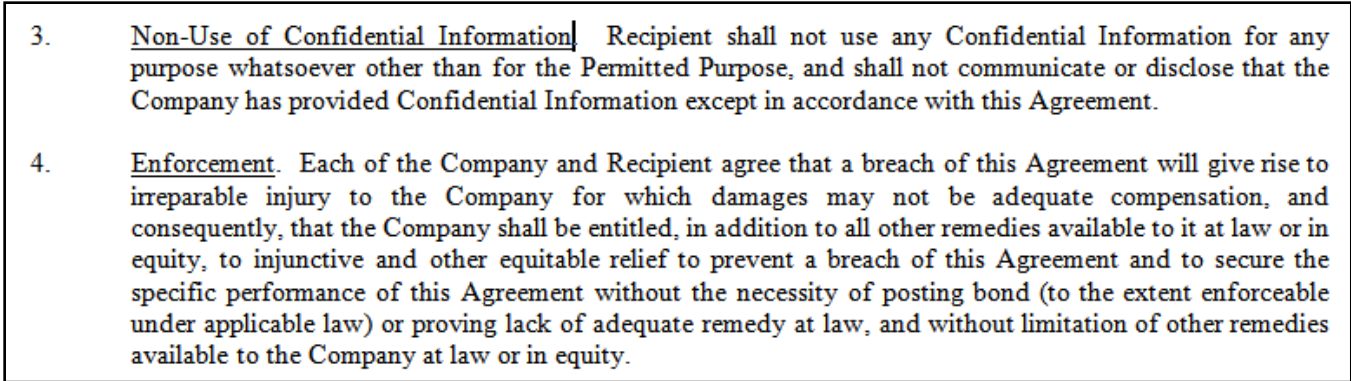 3. Non-Use of Confidential Information. Recipient shall not use any Confidential Information for any
purpose whatsoever other than for the Permitted Purpose, and shall not communicate or disclose that the
Company has provided Confidential Information except in accordance with this Agreement.
4. Enforcement. Each of the Company and Recipient agree that a breach of this Agreement will give rise to
irreparable injury to the Company for which damages may not be adequate compensation, and
consequently, that the Company shall be entitled, in addition to all other remedies available to it at law or in
equity, to injunctive and other equitable relief to prevent a breach of this Agreement and to secure the
specific performance of this Agreement without the necessity of posting bond (to the extent enforceable
under applicable law) or proving lack of adequate remedy at law, and without limitation of other remedies
available to the Company at law or in equity.